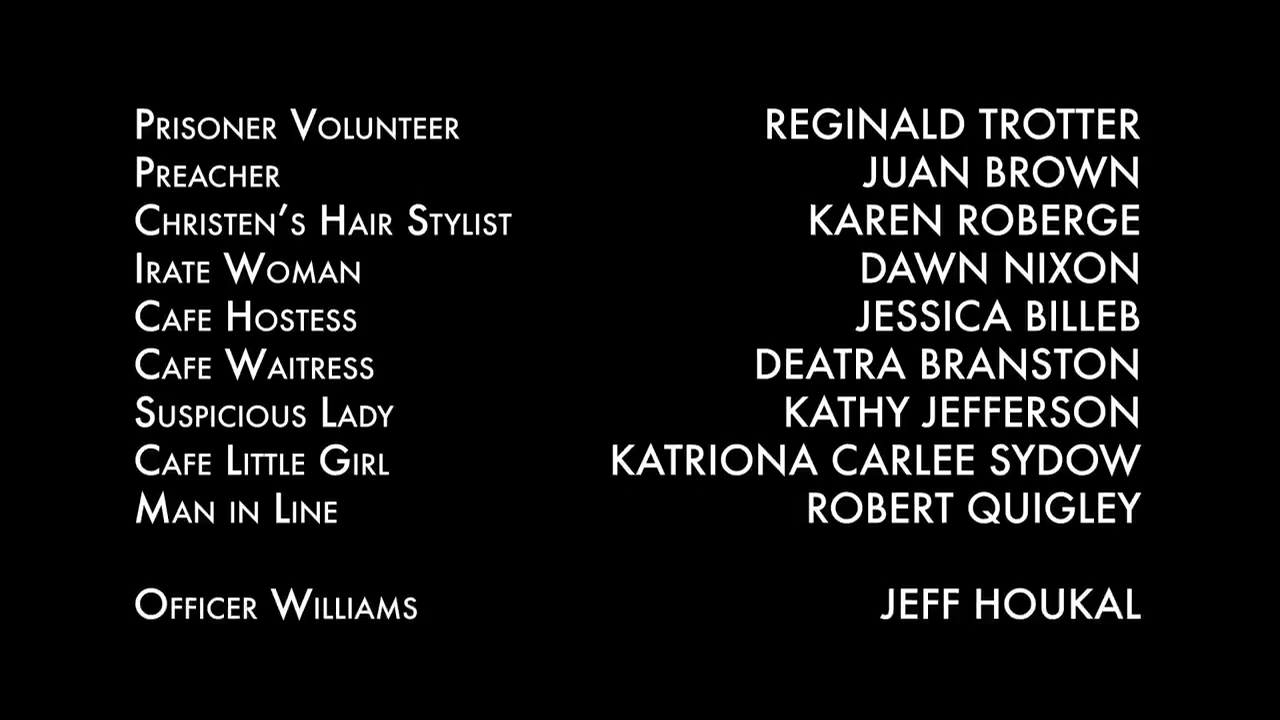 Prisoner Volunteer REGINALD TROTTER
Preacher JUAN BROWN
Christen's Hair Stylist KAREN ROBERGE
Irate Woman DAWN NIXON
Cafe Hostess JESSICA BILLEB
Cafe Waitress DEATRA BRANSTON
Suspicious Lady KATHY JEFFERSON
Cafe Little Girl KATRIONA CARLEE SYDOW
Man in Line ROBERT QUIGLEY
Officer Williams JEFF HOUKAL